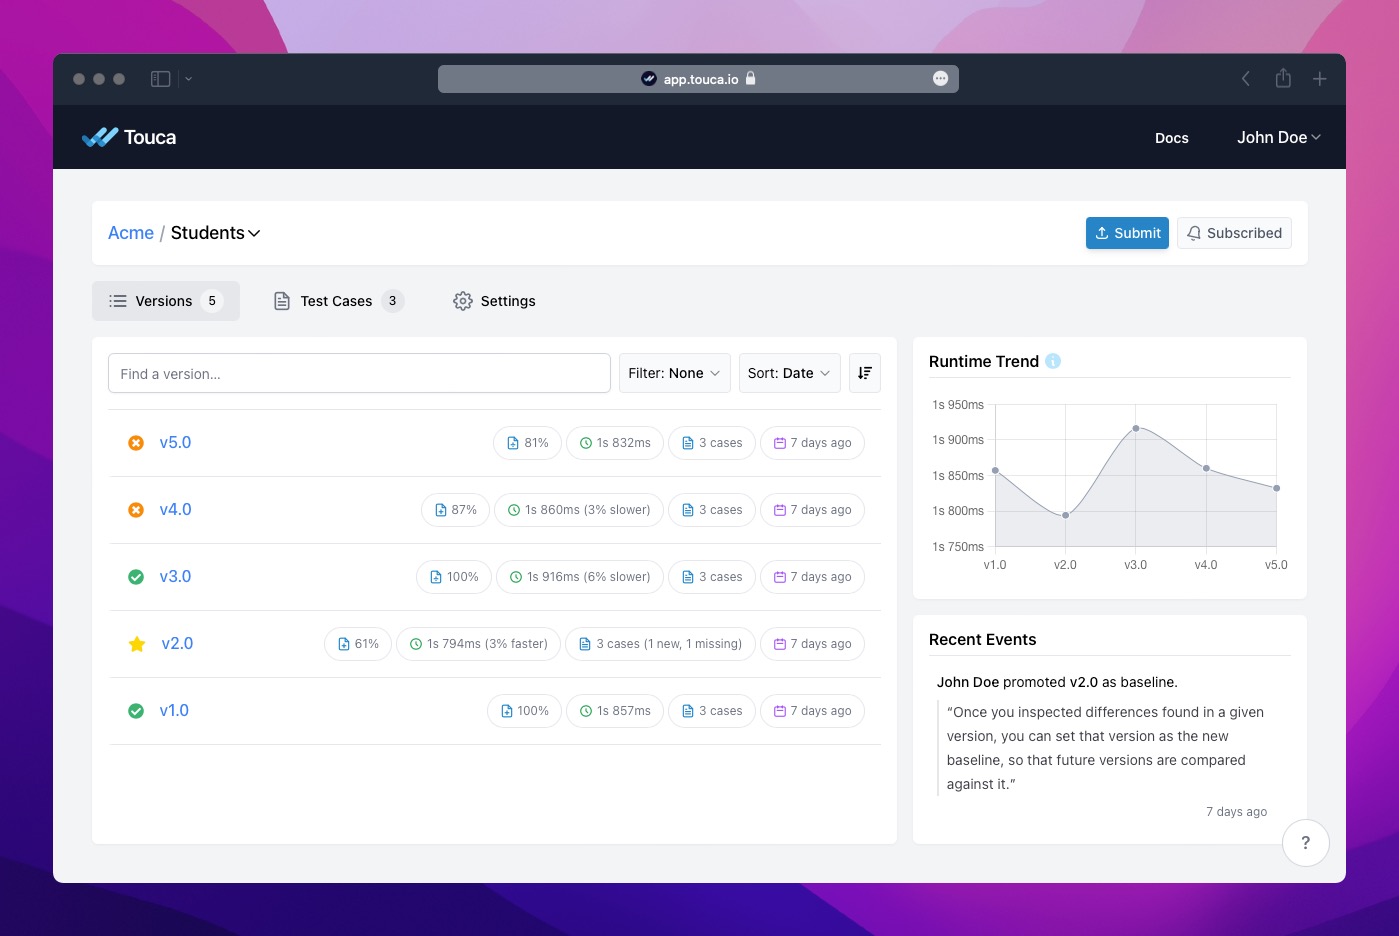 app.touca.io
Touca
Docs
John Doe
Acme / Students
Submit
Subscribed
Versions 5
Test Cases 3
Settings
Find a version...
Filter: None
Sort: Date
v5.0 81% 1s 832ms 3 cases 7 days ago
v4.0 87% 1s 860ms (3% slower) 3 cases 7 days ago
v3.0 100% 1s 916ms (6% slower) 3 cases 7 days ago
v2.0 61% 1s 794ms (3% faster) 3 cases (1 new, 1 missing) 7 days ago
v1.0 100% 1s 857ms 3 cases 7 days ago
Runtime Trend i
1s 950ms
1s 900ms
1s 850ms
1s 800ms
1s 750ms
v1.0 v2.0 v3.0 v4.0 v5.0
Recent Events
John Doe promoted v2.0 as baseline.
“Once you inspected differences found in a given
version, you can set that version as the new
baseline, so that future versions are compared
against it.”
7 days ago
?